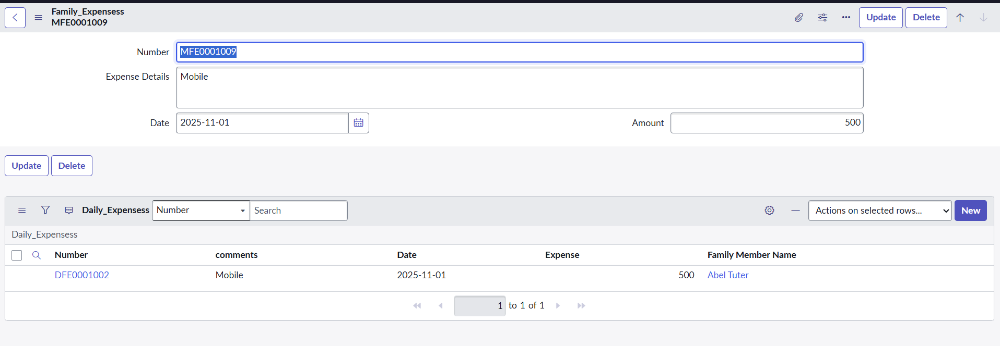 Family_Expensess
MFE0001009
Update Delete
Number MFE0001009
Expense Details Mobile
Date 2025-11-01 Amount 500
Update Delete
Daily_Expensess Number Search Actions on selected rows... New
Daily_Expensess
Number comments Date Expense Family Member Name
DFE0001002 Mobile 2025-11-01 500 Abel Tuter
1 to 1 of 1